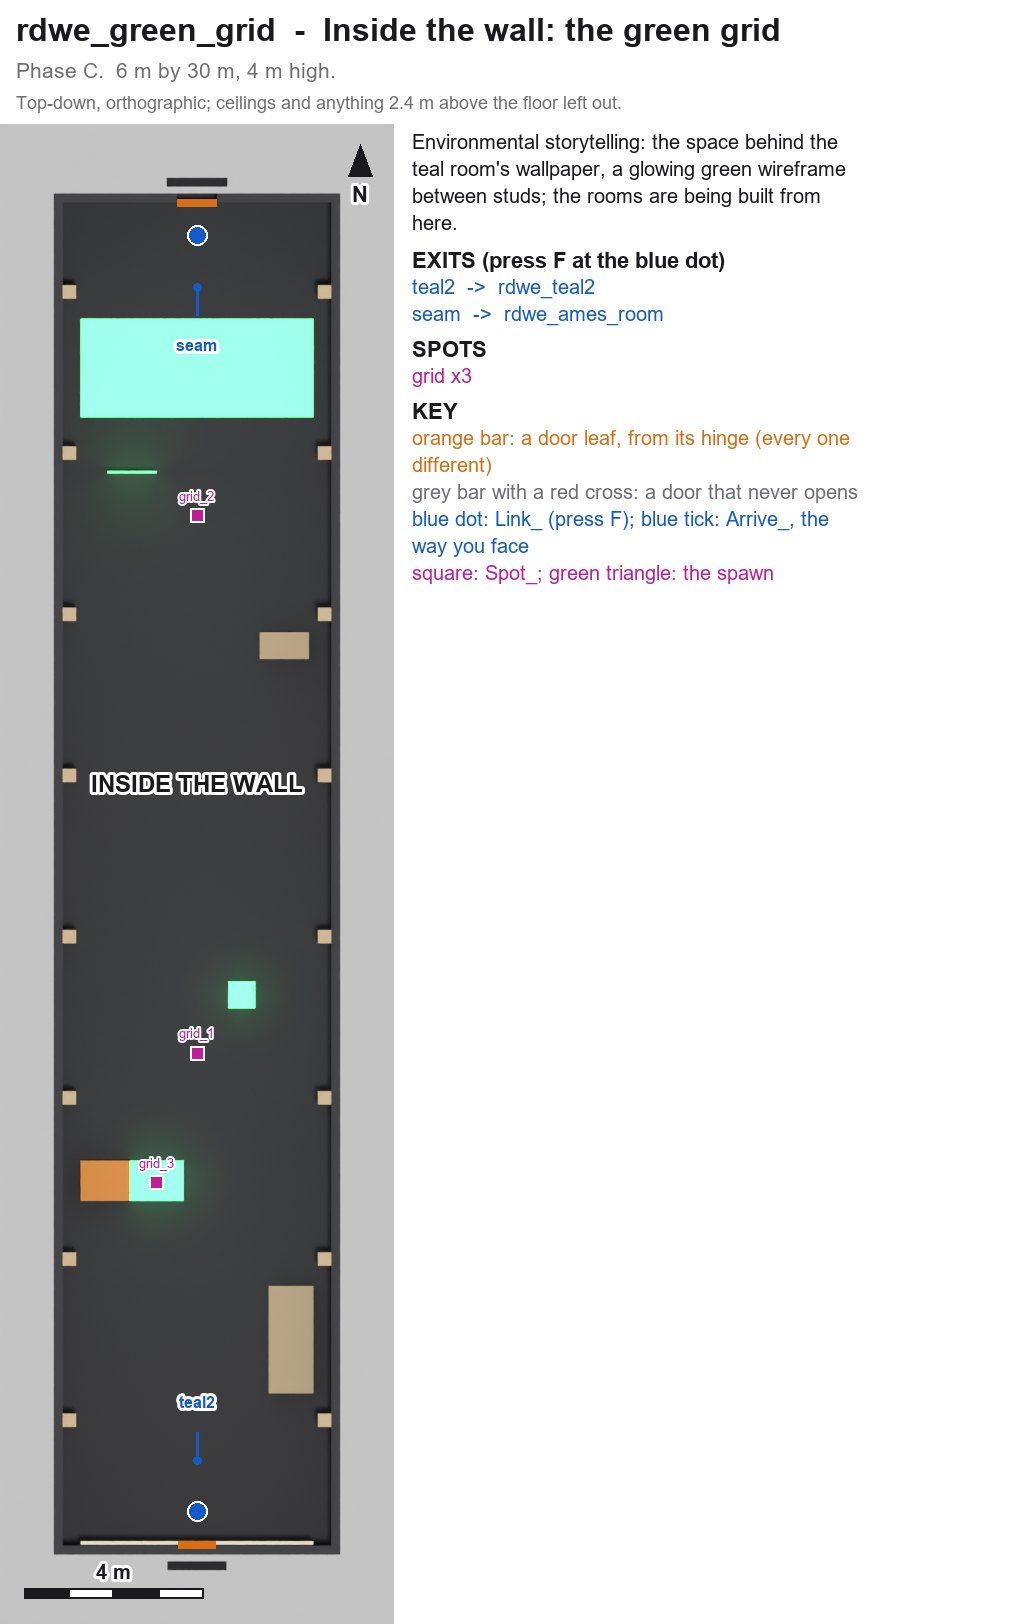 rdwe_green_grid  -  Inside the wall: the green grid
Phase C.  6 m by 30 m, 4 m high.
Top-down, orthographic; ceilings and anything 2.4 m above the floor left out.
N
seam
grid_2
INSIDE THE WALL
grid_1
grid_3
teal2
4 m
Environmental storytelling: the space behind the
teal room's wallpaper, a glowing green wireframe
between studs; the rooms are being built from
here.
EXITS (press F at the blue dot)
teal2  ->  rdwe_teal2
seam  ->  rdwe_ames_room
SPOTS
grid x3
KEY
orange bar: a door leaf, from its hinge (every one
different)
grey bar with a red cross: a door that never opens
blue dot: Link_ (press F); blue tick: Arrive_, the
way you face
square: Spot_; green triangle: the spawn